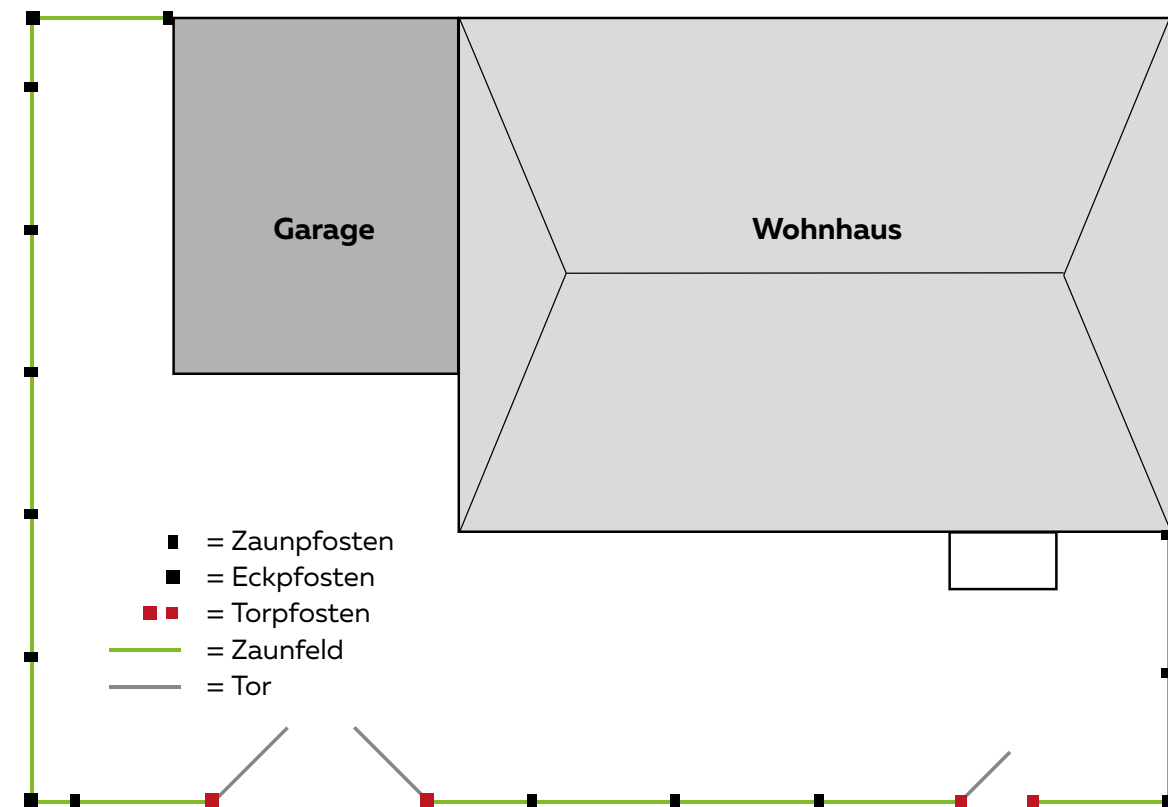 Garage
Wohnhaus
= Zaunpfosten
= Eckpfosten
= Torpfosten
= Zaunfeld
= Tor